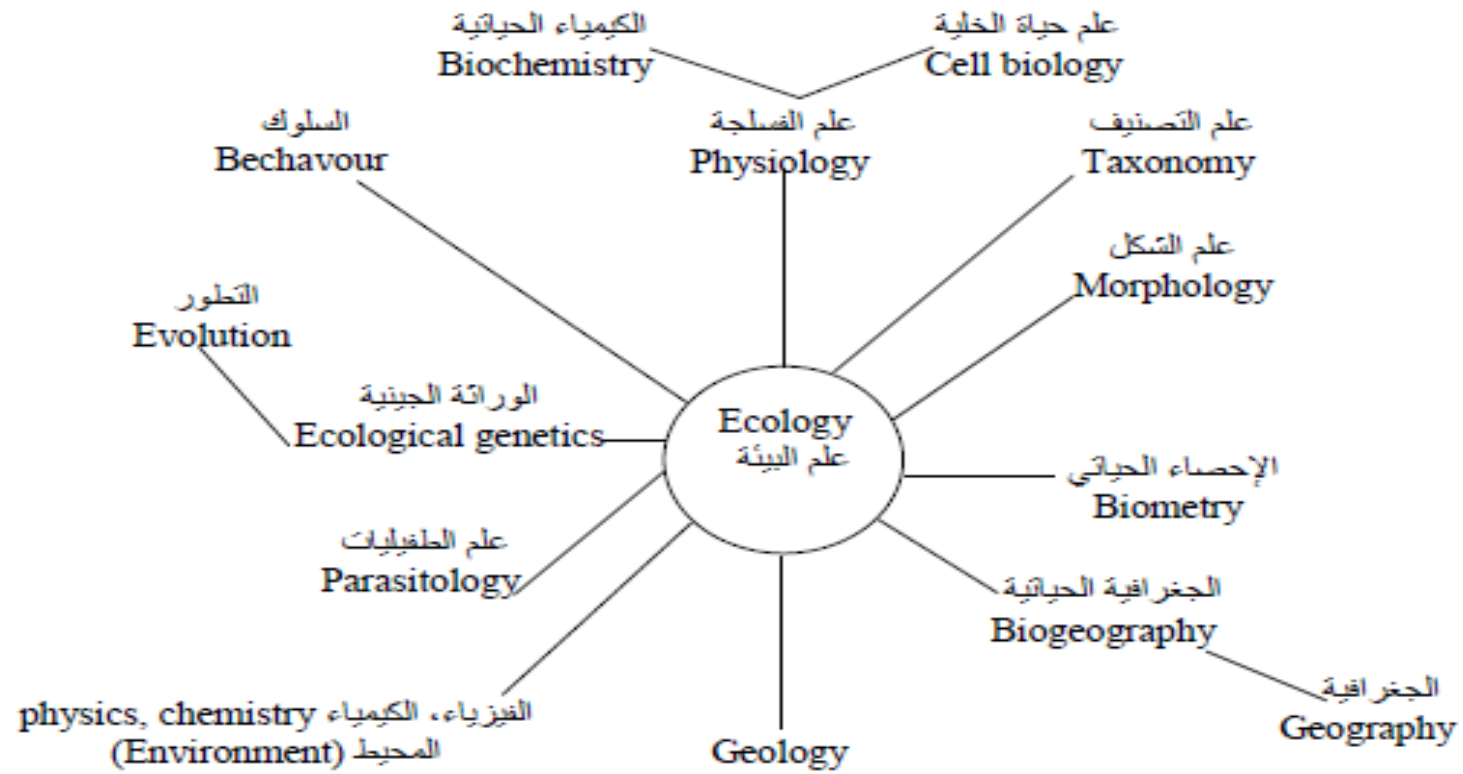 الكيمياء الحياتية
Biochemistry
علم حياة الخلية
Cell biology
السلوك
Bechavour
علم الفسلجة
Physiology
علم التصنيف
Taxonomy
علم الشكل
Morphology
التطور
Evolution
الوراثة الجينية
Ecological genetics
Ecology
علم البيئة
الإحصاء الحياتي
Biometry
علم الطفيليات
Parasitology
الجغرافية الحياتية
Biogeography
الجغرافية
Geography
physics, chemistry الفيزياء، الكيمياء
(Environment) المحيط
Geology